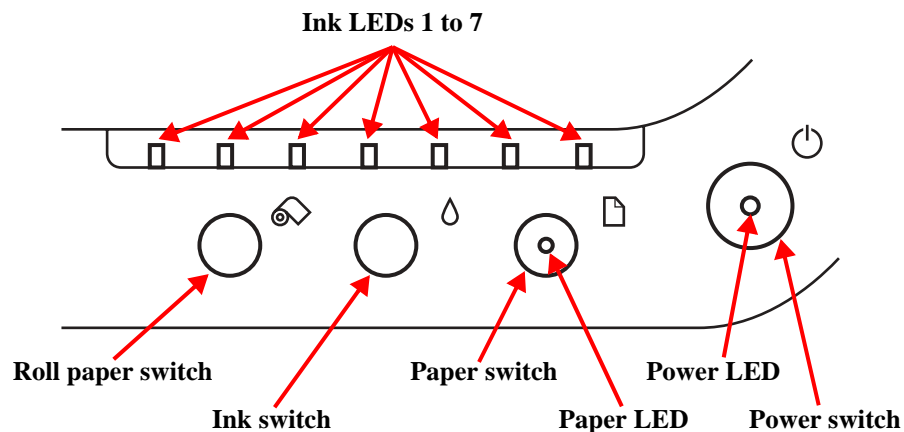 Ink LEDs 1 to 7
Roll paper switch
Paper switch
Power LED
Ink switch
Paper LED
Power switch